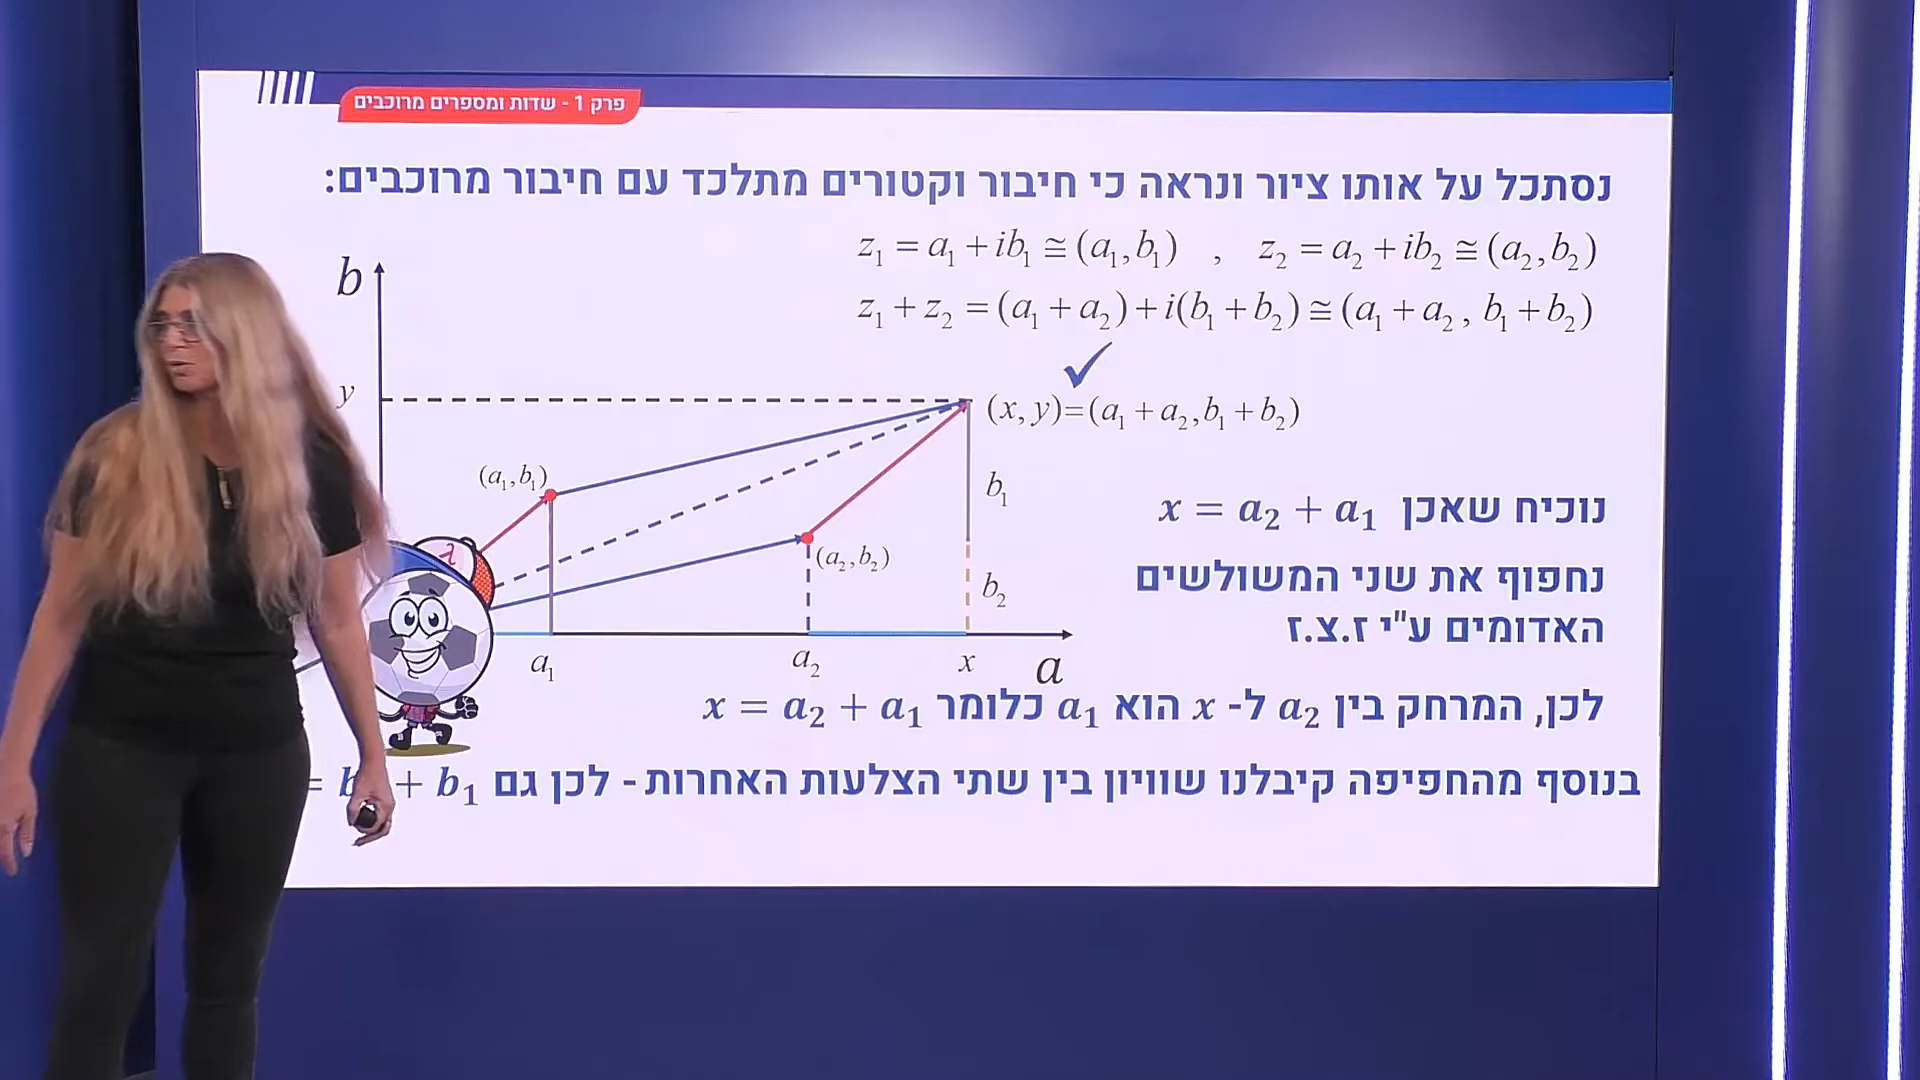 פרק 1 - שדות ומספרים מרוכבים
נסתכל על אותו ציור ונראה כי חיבור וקטורים מתלכד עם חיבור מרוכבים:
z₁ = a₁ + ib₁ ≅ (a₁, b₁) , z₂ = a₂ + ib₂ ≅ (a₂, b₂)
z₁ + z₂ = (a₁ + a₂) + i(b₁ + b₂) ≅ (a₁ + a₂ , b₁ + b₂)
b
✓
y
(x, y) = (a₁ + a₂, b₁ + b₂)
(a₁, b₁)
b₁
נוכיח שאכן x = a₂ + a₁
(a₂, b₂)
b₂
λ
נחפוף את שני המשולשים
האדומים ע"י ז.צ.ז
a₁
a₂
x
a
לכן, המרחק בין a₂ ל- x הוא a₁ כלומר x = a₂ + a₁
בנוסף מהחפיפה קיבלנו שוויון בין שתי הצלעות האחרות - לכן גם = b + b₁